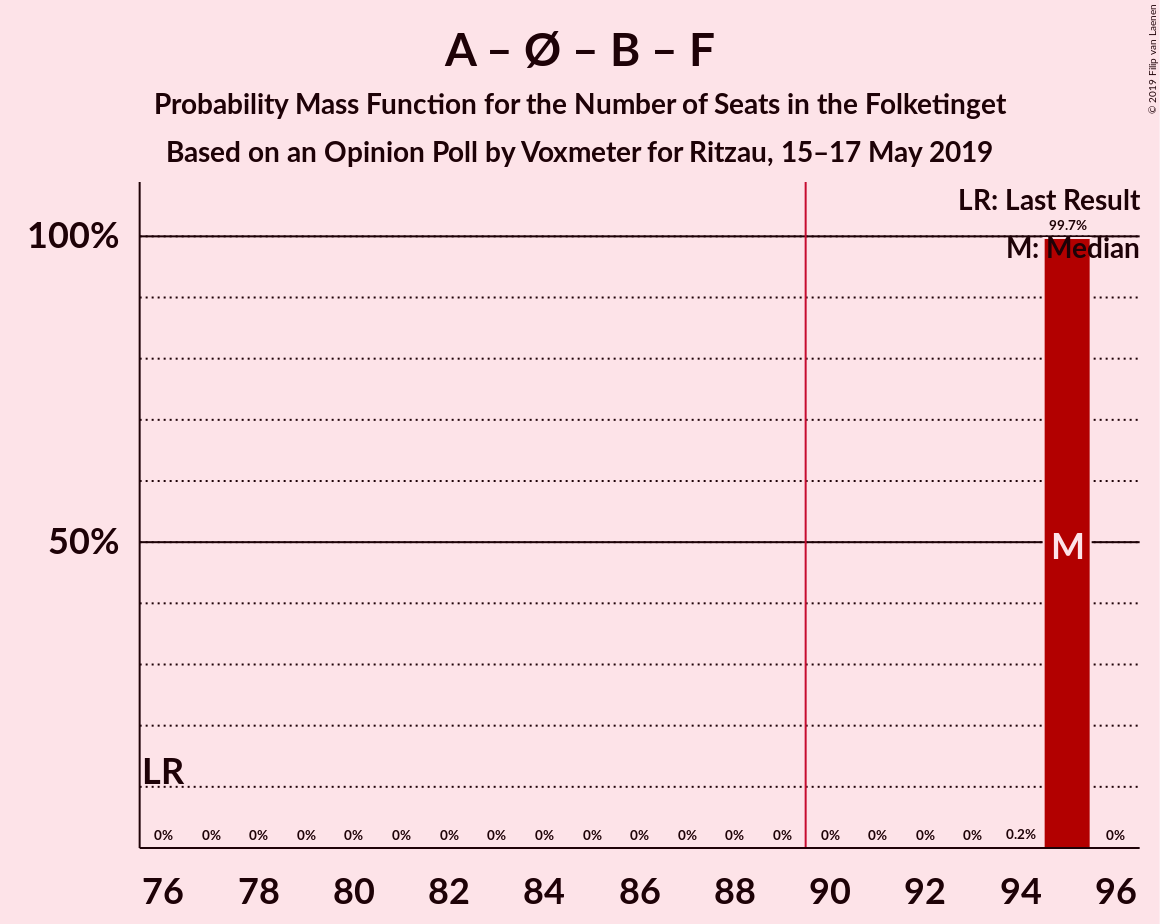 A – Ø – B – F
Probability Mass Function for the Number of Seats in the Folketinget
Based on an Opinion Poll by Voxmeter for Ritzau, 15–17 May 2019
© 2019 Filip van Laenen
LR: Last Result
M: Median
100%
50%
99.7%
M
LR
0% 0% 0% 0% 0% 0% 0% 0% 0% 0% 0% 0% 0% 0% 0% 0% 0% 0% 0.2% 0%
76 78 80 82 84 86 88 90 92 94 96